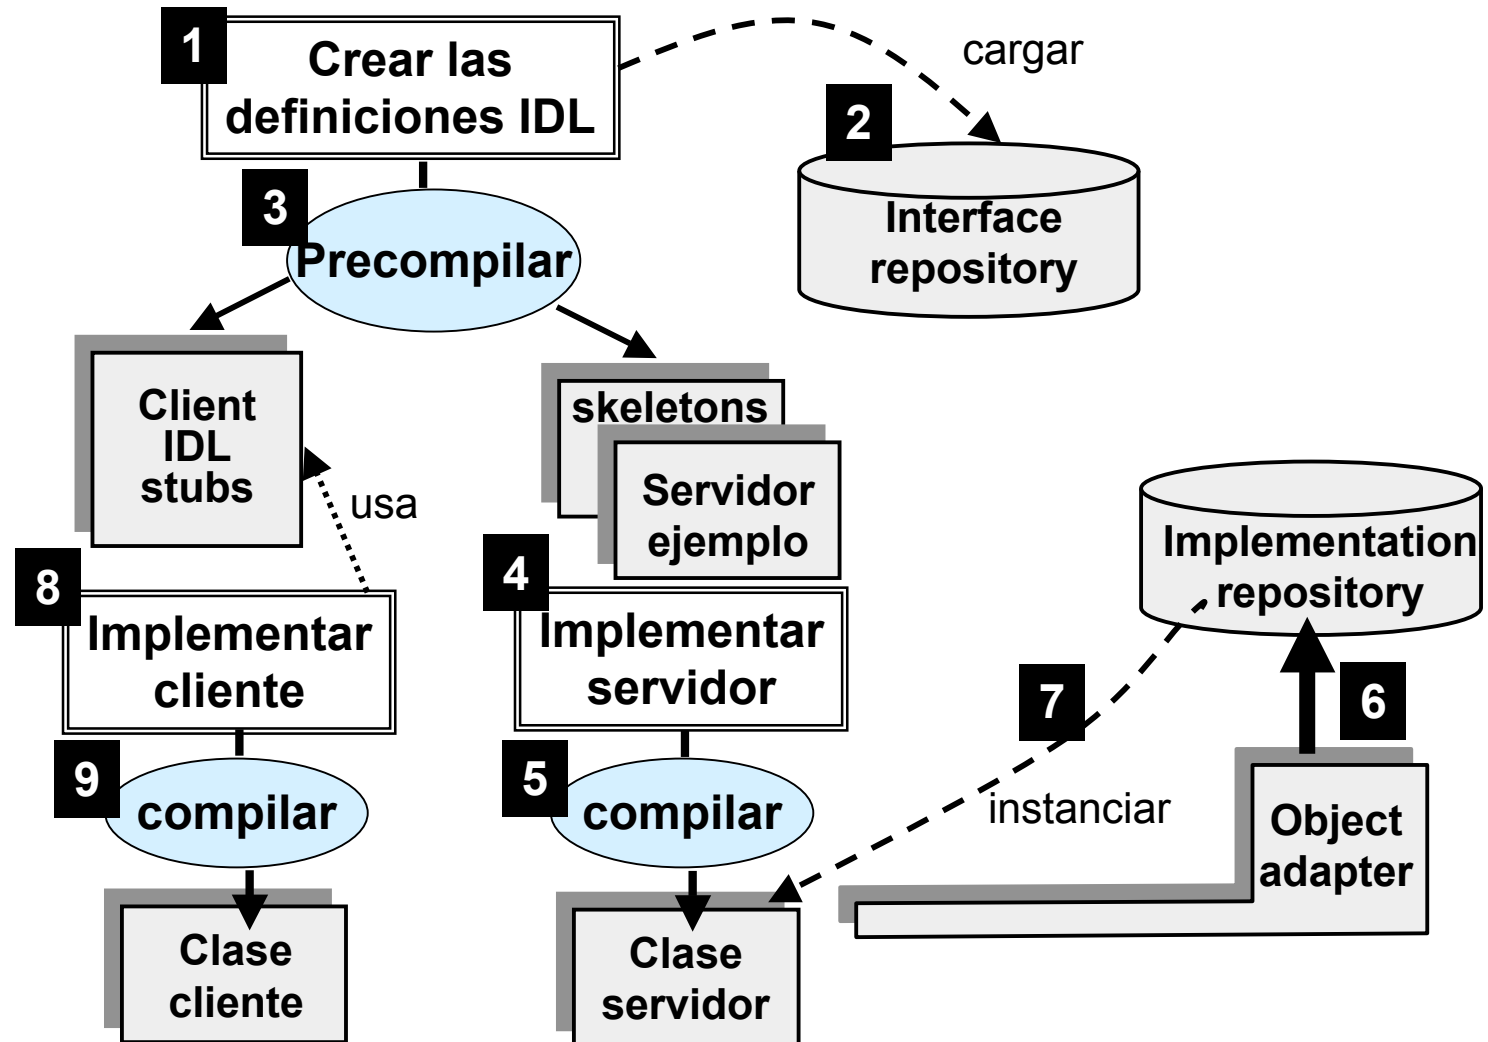 1
Crear las
definiciones IDL
cargar
2
Interface
repository
3
Precompilar
Client
IDL
stubs
usa
skeletons
Servidor
ejemplo
Implementation
repository
8
Implementar
cliente
4
Implementar
servidor
7
6
9
compilar
5
compilar
instanciar
Object
adapter
Clase
cliente
Clase
servidor